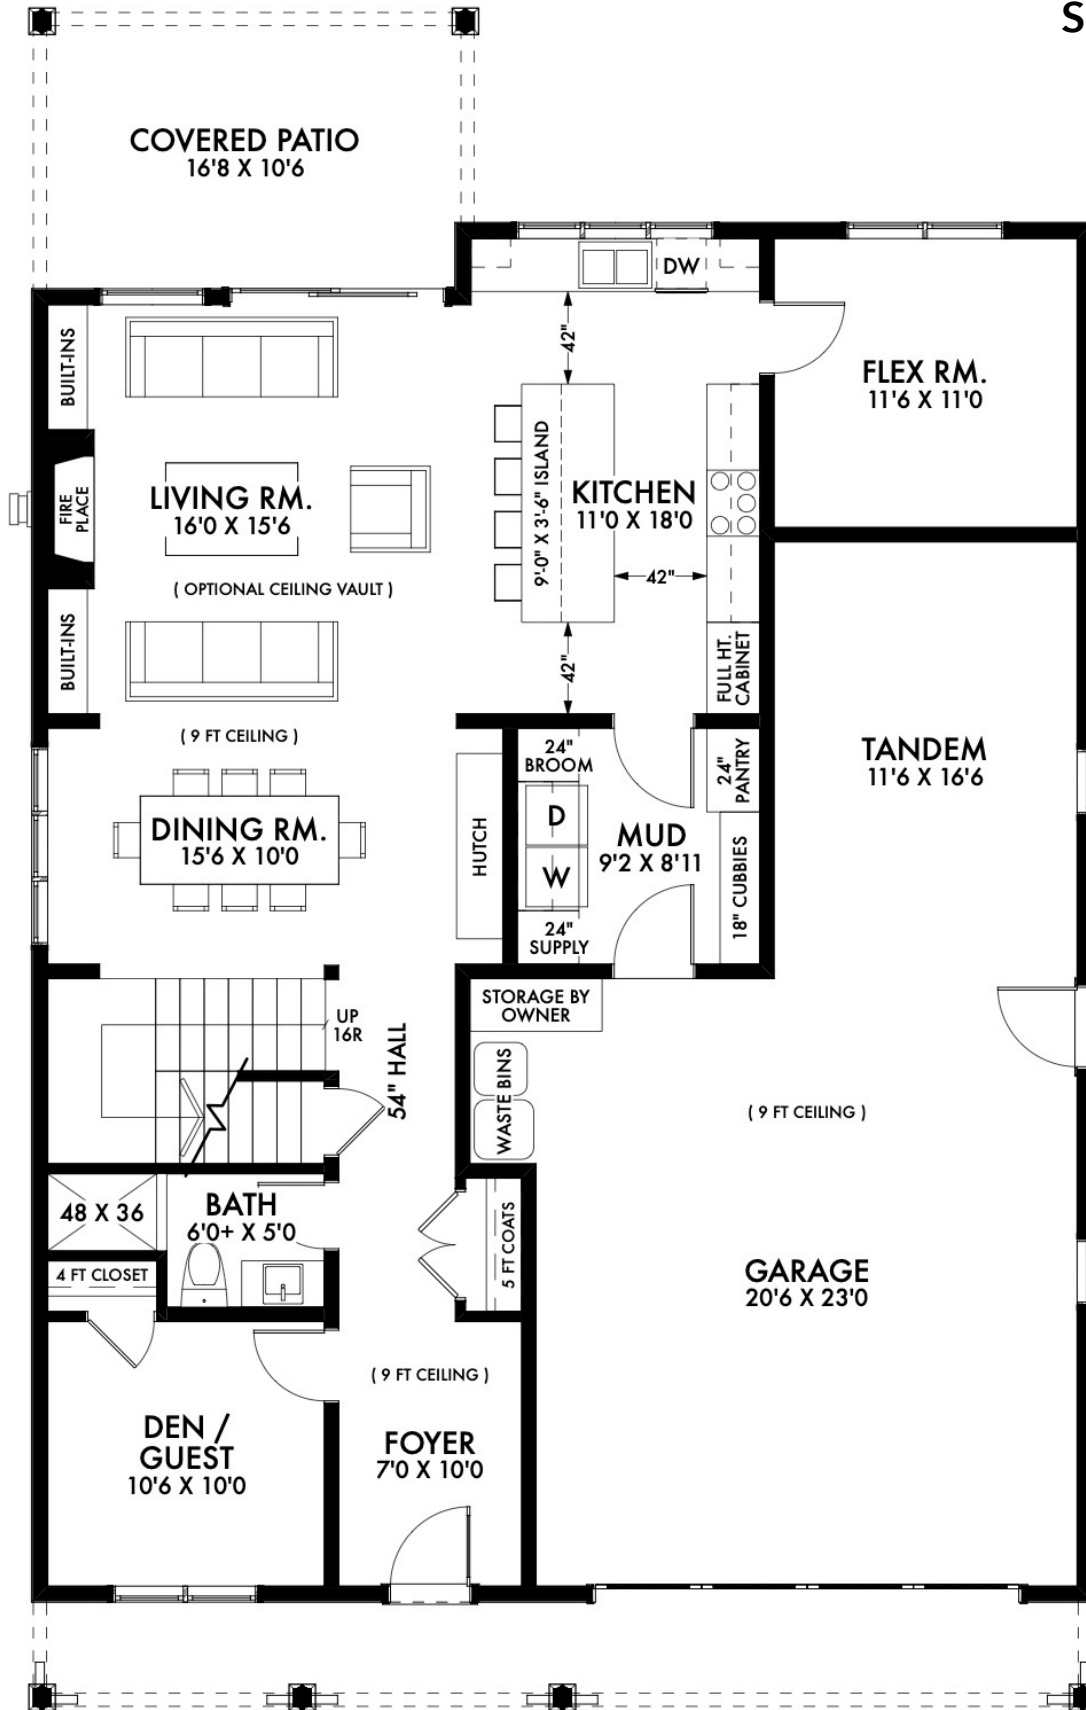 S
COVERED PATIO
16'8 X 10'6
DW
BUILT-INS
42"
FLEX RM.
11'6 X 11'0
9'-0" X 3'-6" ISLAND
KITCHEN
11'0 X 18'0
FIRE
PLACE
LIVING RM.
16'0 X 15'6
42"
( OPTIONAL CEILING VAULT )
BUILT-INS
42"
FULL HT.
CABINET
( 9 FT CEILING )
24"
BROOM
24"
PANTRY
TANDEM
11'6 X 16'6
D
DINING RM.
15'6 X 10'0
HUTCH
MUD
9'2 X 8'11
W
18" CUBBIES
24"
SUPPLY
STORAGE BY
OWNER
UP
16R
54" HALL
WASTE BINS
( 9 FT CEILING )
48 X 36
BATH
6'0+ X 5'0
5 FT COATS
4 FT CLOSET
GARAGE
20'6 X 23'0
( 9 FT CEILING )
DEN /
GUEST
10'6 X 10'0
FOYER
7'0 X 10'0